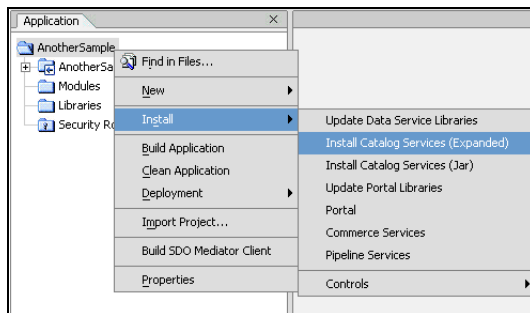 Application
AnotherSample
AnotherSa
Modules
Libraries
Security Ro
Find in Files...
New
Install
Build Application
Clean Application
Deployment
Import Project...
Build SDO Mediator Client
Properties
Update Data Service Libraries
Install Catalog Services (Expanded)
Install Catalog Services (Jar)
Update Portal Libraries
Portal
Commerce Services
Pipeline Services
Controls